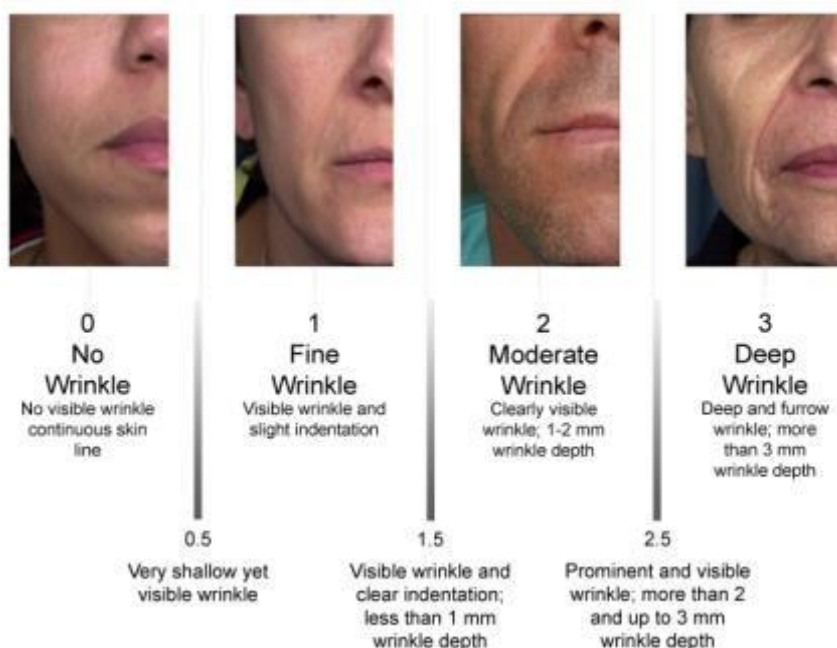 0
No
Wrinkle
No visible wrinkle
continuous skin
line
1
Fine
Wrinkle
Visible wrinkle and
slight indentation
2
Moderate
Wrinkle
Clearly visible
wrinkle; 1-2 mm
wrinkle depth
3
Deep
Wrinkle
Deep and furrow
wrinkle; more
than 3 mm
wrinkle depth
0.5
Very shallow yet
visible wrinkle
1.5
Visible wrinkle and
clear indentation;
less than 1 mm
wrinkle depth
2.5
Prominent and visible
wrinkle; more than 2
and up to 3 mm
wrinkle depth